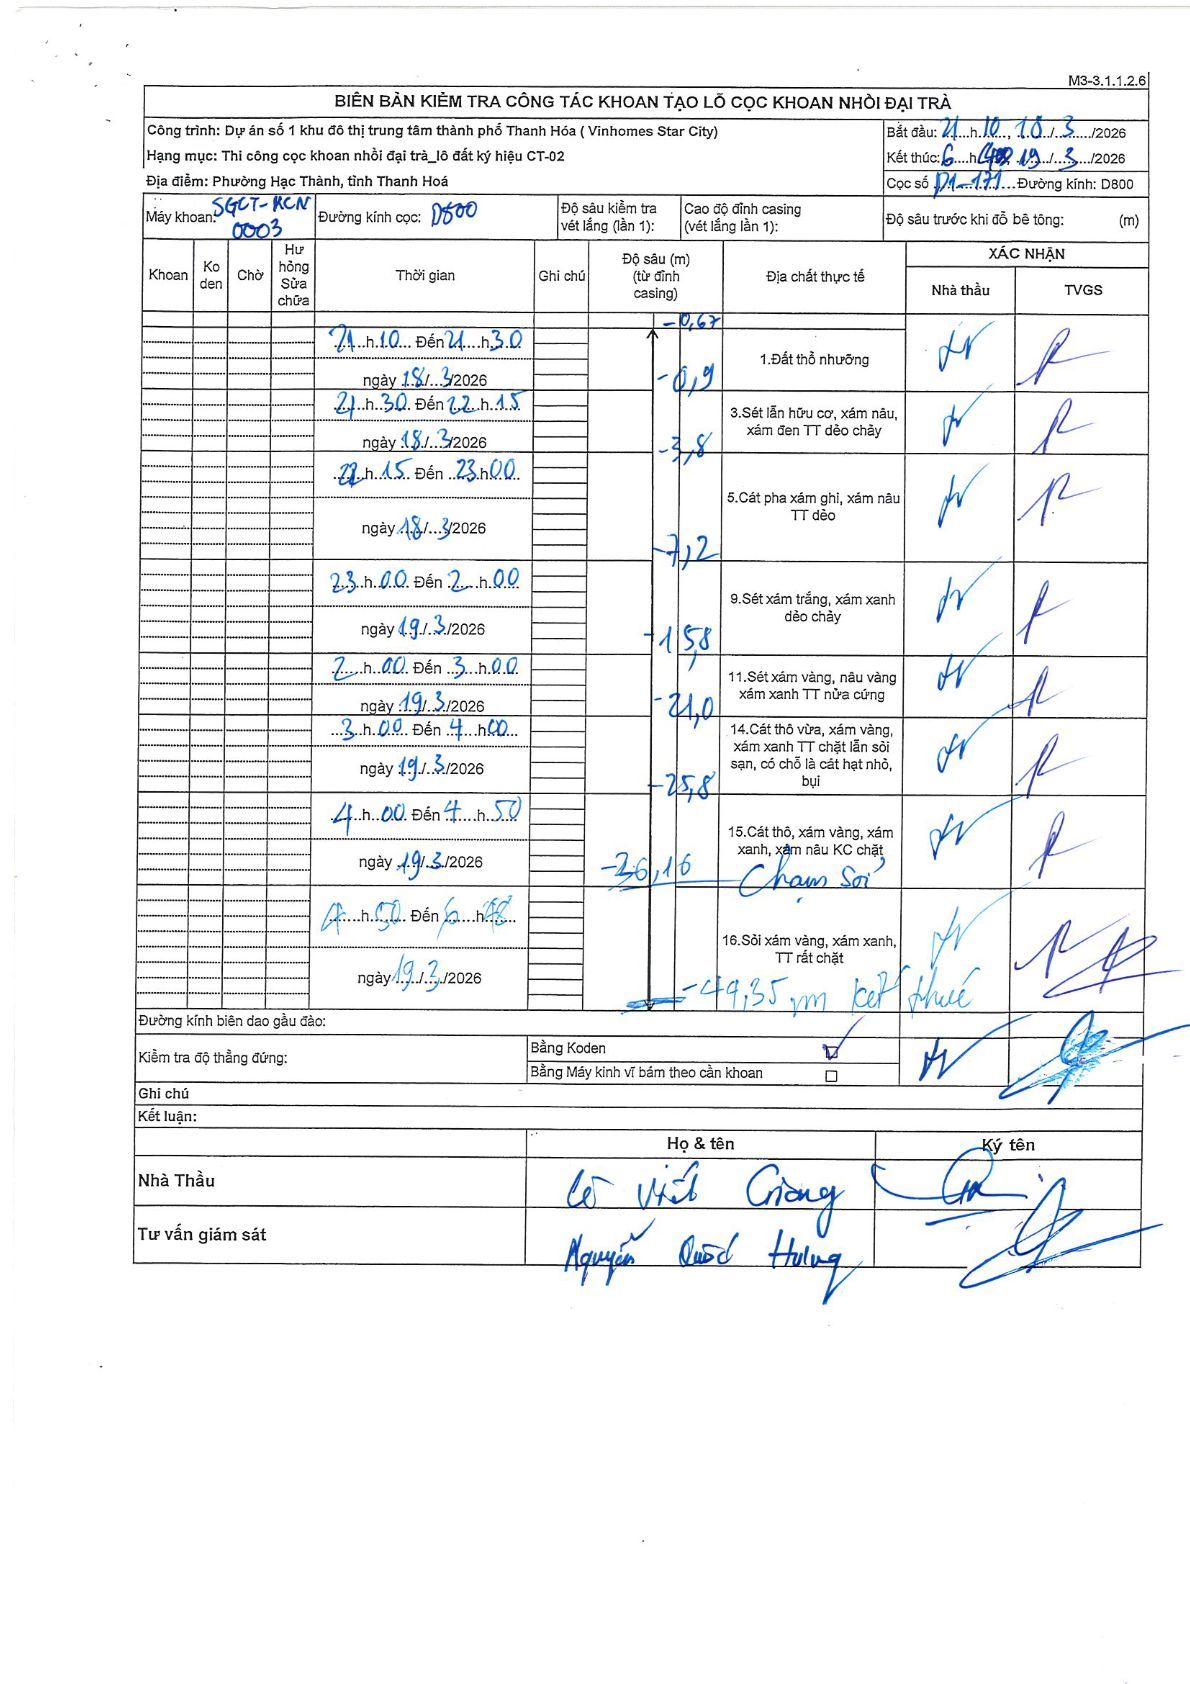 M3-3.1.1.2.6
BIÊN BẢN KIỂM TRA CÔNG TÁC KHOAN TẠO LỖ CỌC KHOAN NHỒI ĐẠI TRÀ
Công trình: Dự án số 1 khu đô thị trung tâm thành phố Thanh Hóa ( Vinhomes Star City)
Bắt đầu: 21...h.10..., 18../..3...../2026
Hạng mục: Thi công cọc khoan nhồi đại trà_lô đất ký hiệu CT-02
Kết thúc: 6....h 19.../...3...../2026
Địa điểm: Phường Hạc Thành, tỉnh Thanh Hoá
Cọc số P1-171...Đường kính: D800
Máy khoan: SGCT-KCN 0003
Đường kính cọc: D800
Độ sâu kiểm tra vét lắng (lần 1):
Cao độ đỉnh casing (vét lắng lần 1):
Độ sâu trước khi đổ bê tông: (m)
Khoan Ko den Chờ Hư hỏng Sửa chữa Thời gian Ghi chú Độ sâu (m) (từ đỉnh casing) Địa chất thực tế XÁC NHẬN
Nhà thầu TVGS
-0,67
21...h.10... Đến 21....h30
1.Đất thổ nhưỡng
ngày 18/...3/2026
-0,9
21..h..30. Đến 22..h.15
3.Sét lẫn hữu cơ, xám nâu, xám đen TT dẻo chảy
ngày 18/...3/2026
-3,8
22..h...15.. Đến ..23.h00
5.Cát pha xám ghi, xám nâu TT dẻo
ngày 18/...3/2026
-7,2
23...h..00. Đến 2....h.00
9.Sét xám trắng, xám xanh dẻo chảy
ngày 19./..3./2026
-15,8
2....h..00. Đến ..3...h.00
11.Sét xám vàng, nâu vàng xám xanh TT nửa cứng
ngày 19/..3./2026
-21,0
...3..h.00. Đến ..4...h00...
14.Cát thô vừa, xám vàng, xám xanh TT chặt lẫn sỏi sạn, có chỗ là cát hạt nhỏ, bụi
ngày 19/..3./2026
-25,8
4..h..00. Đến 4....h.50
15.Cát thô, xám vàng, xám xanh, xám nâu KC chặt
ngày 19/.3./2026
-36,16 Chạm Sỏi
4.....h.50.. Đến 6....h.48...
16.Sỏi xám vàng, xám xanh, TT rất chặt
ngày 19./..3./2026
-49,35 m kết thúc
Đường kính biên dao gầu đào:
Kiểm tra độ thẳng đứng:
Bằng Koden
Bằng Máy kinh vĩ bám theo cần khoan
Ghi chú
Kết luận:
Họ & tên Ký tên
Nhà Thầu Lê Viết Giang
Tư vấn giám sát Nguyễn Quốc Hưng